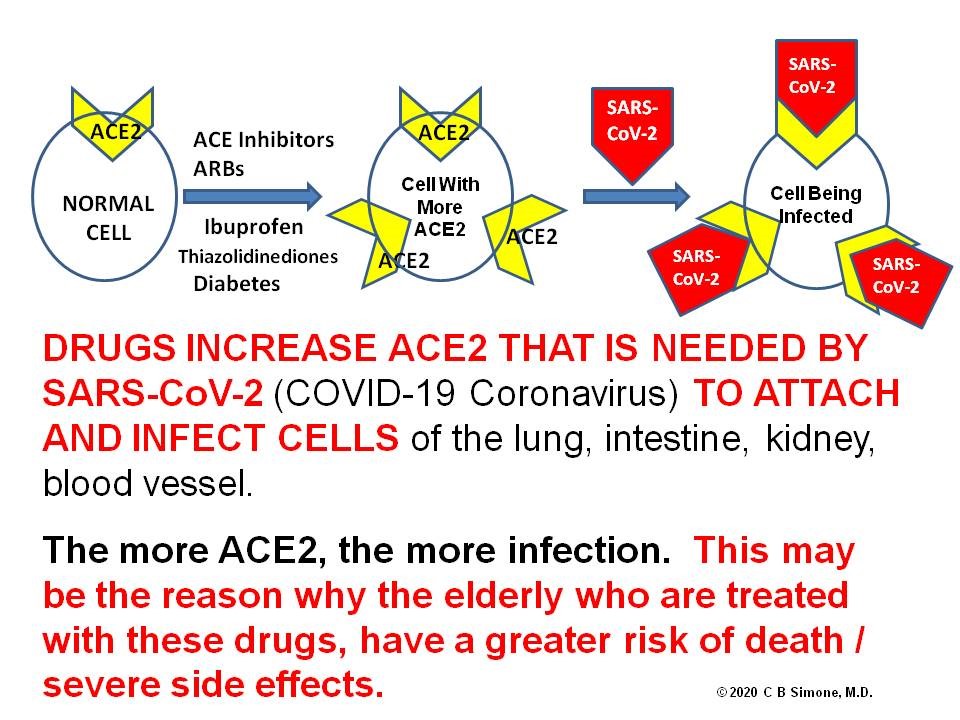 ACE2
NORMAL
CELL
ACE Inhibitors
ARBs
Ibuprofen
Thiazolidinediones
Diabetes
ACE2
Cell With
More
ACE2
ACE2
ACE2
SARS-
CoV-2
SARS-
CoV-2
Cell Being
Infected
SARS-
CoV-2
SARS-
CoV-2
DRUGS INCREASE ACE2 THAT IS NEEDED BY
SARS-CoV-2 (COVID-19 Coronavirus) TO ATTACH
AND INFECT CELLS of the lung, intestine, kidney,
blood vessel.
The more ACE2, the more infection. This may
be the reason why the elderly who are treated
with these drugs, have a greater risk of death /
severe side effects.
© 2020 C B Simone, M.D.